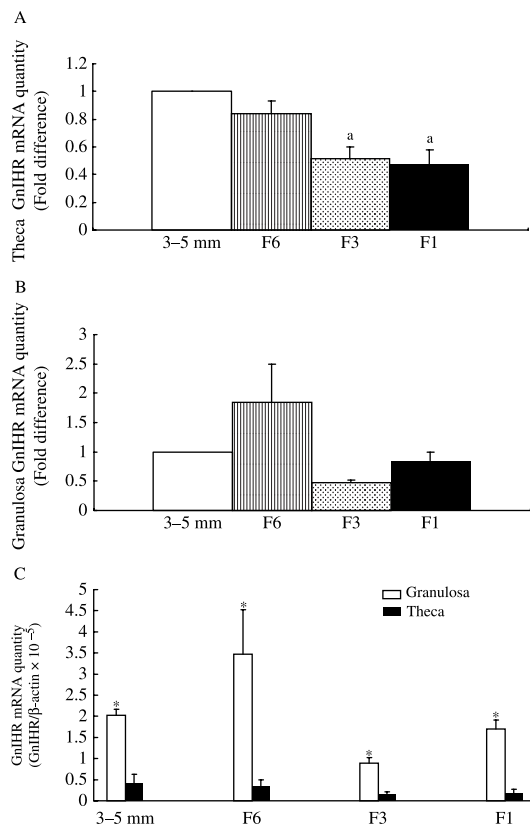 A
Theca GnIHR mRNA quantity
(Fold difference)
1.2
1
0.8
0.6
0.4
0.2
0
a
a
3–5 mm F6 F3 F1
B
Granulosa GnIHR mRNA quantity
(Fold difference)
3
2.5
2
1.5
1
0.5
0
3–5 mm F6 F3 F1
C
GnIHR mRNA quantity
(GnIHR/β-actin × 10⁻⁵)
5
4.5
4
3.5
3
2.5
2
1.5
1
0.5
0
Granulosa
Theca
*
*
*
*
3–5 mm F6 F3 F1